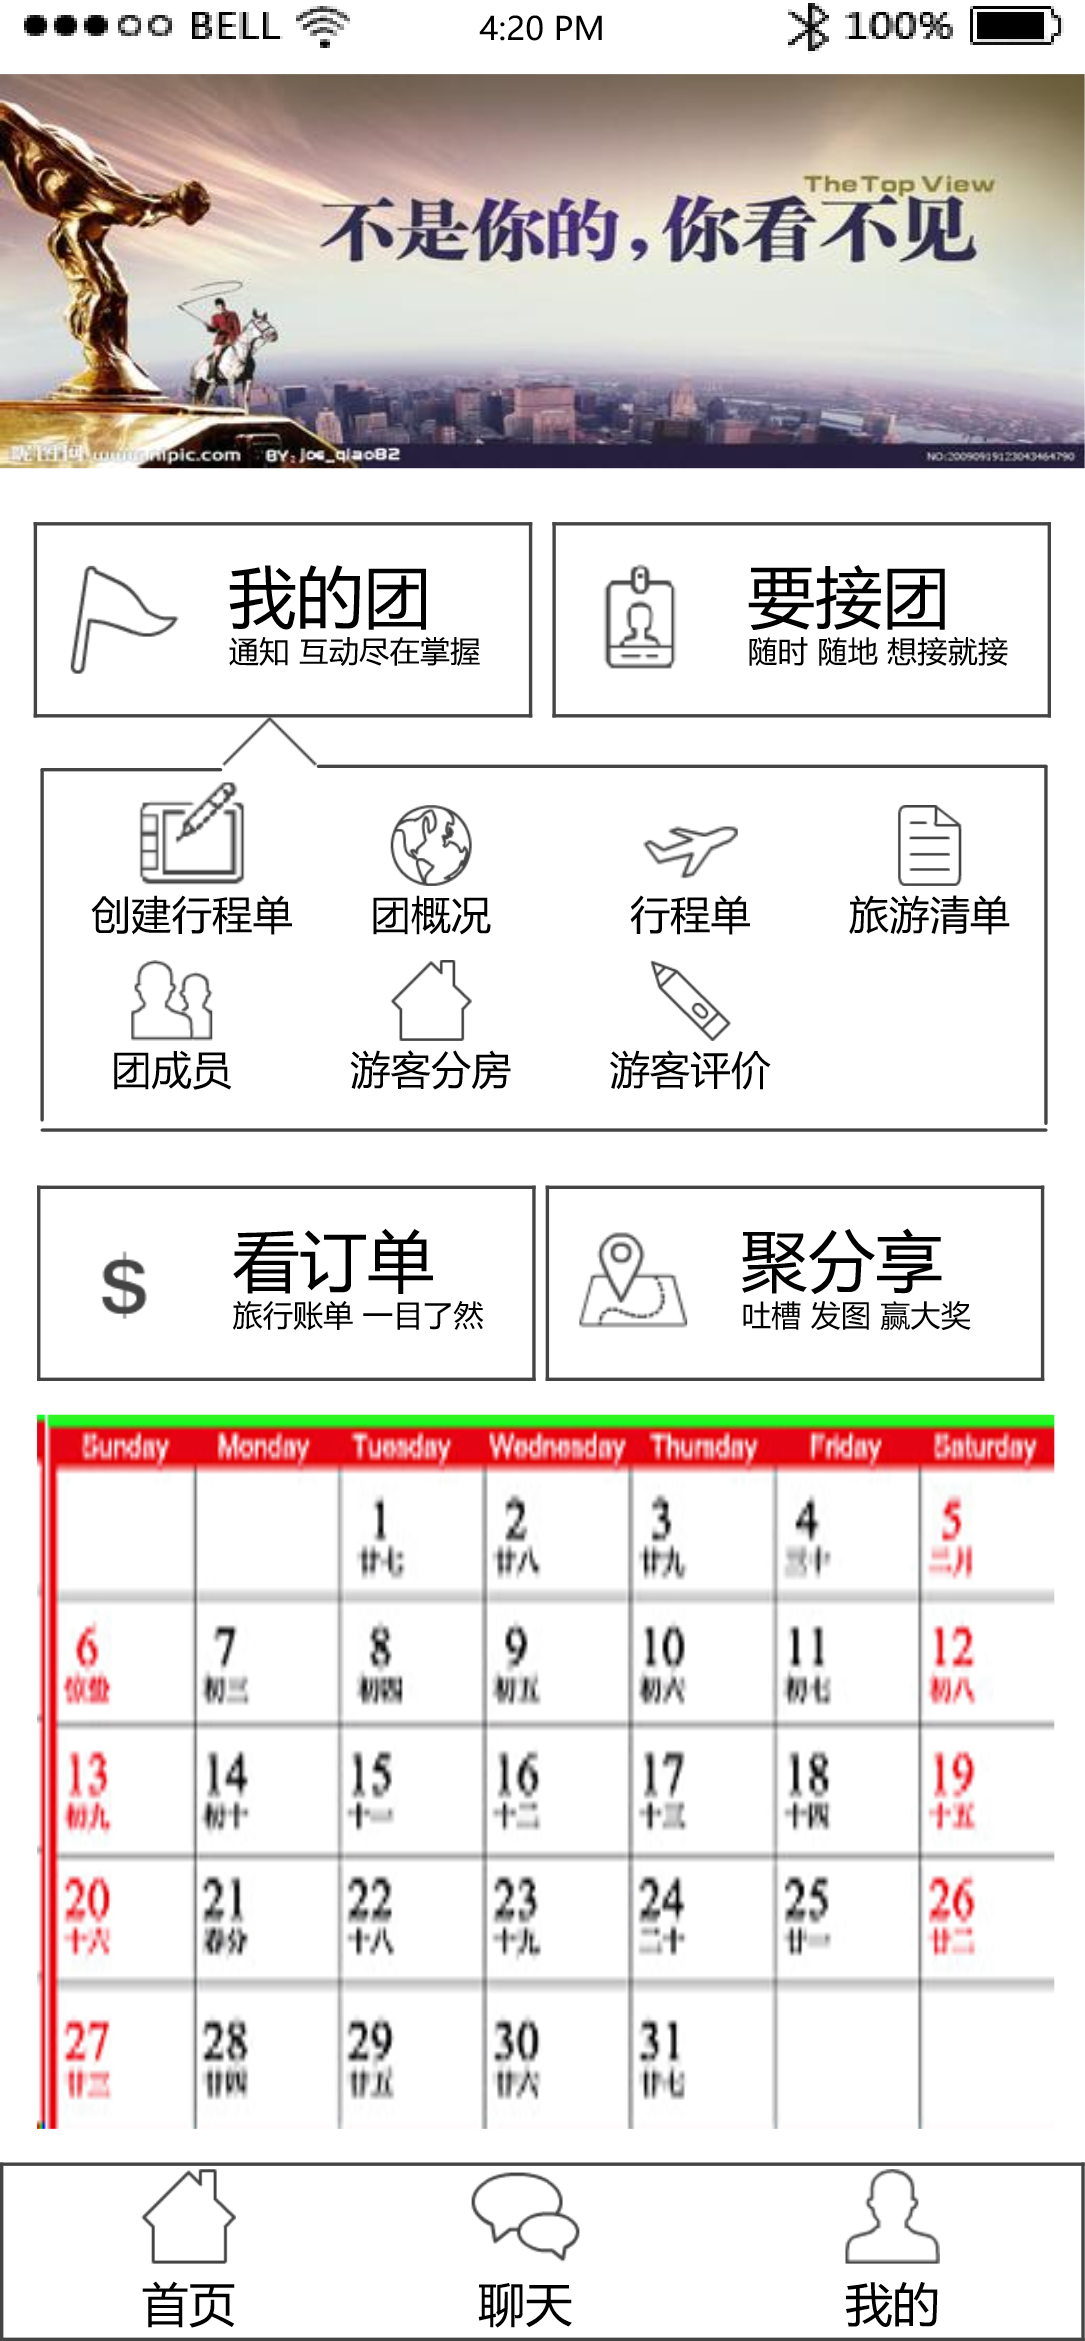 BELL 4:20 PM 100%
The Top View
不是你的，你看不见
BY: joe_qiao82 NO:20090919123043464790
我的团 要接团
通知 互动尽在掌握 随时 随地 想接就接
创建行程单 团概况 行程单 旅游清单
团成员 游客分房 游客评价
看订单 聚分享
旅行账单 一目了然 吐槽 发图 赢大奖
Sunday Monday Tuesday Wednesday Thursday Friday Saturday
1 2 3 4 5
廿七 廿八 廿九 三十 二月
6 7 8 9 10 11 12
惊蛰 初三 初四 初五 初六 初七 初八
13 14 15 16 17 18 19
初九 初十 十一 十二 十三 十四 十五
20 21 22 23 24 25 26
十六 春分 十八 十九 二十 廿一 廿二
27 28 29 30 31
廿三 廿四 廿五 廿六 廿七
首页 聊天 我的